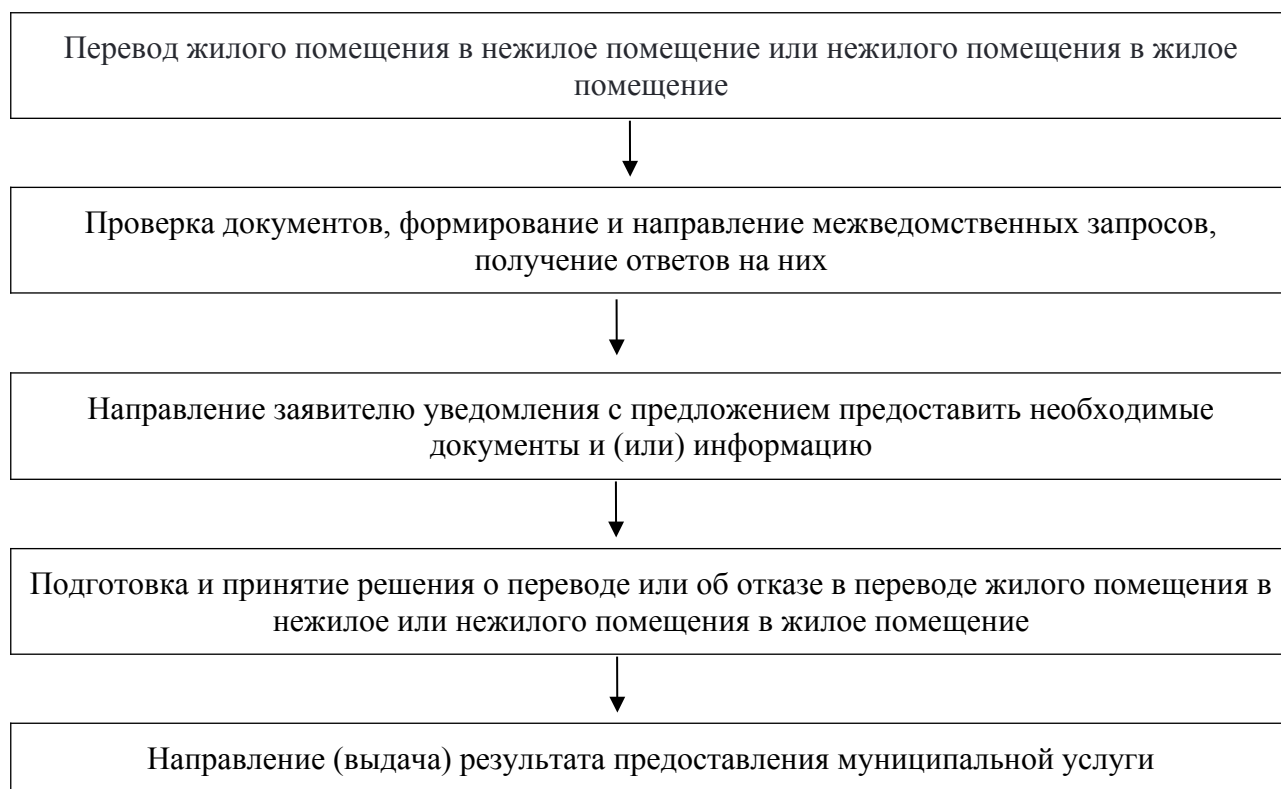 Перевод жилого помещения в нежилое помещение или нежилого помещения в жилое
помещение
Проверка документов, формирование и направление межведомственных запросов,
получение ответов на них
Направление заявителю уведомления с предложением предоставить необходимые
документы и (или) информацию
Подготовка и принятие решения о переводе или об отказе в переводе жилого помещения в
нежилое или нежилого помещения в жилое помещение
Направление (выдача) результата предоставления муниципальной услуги